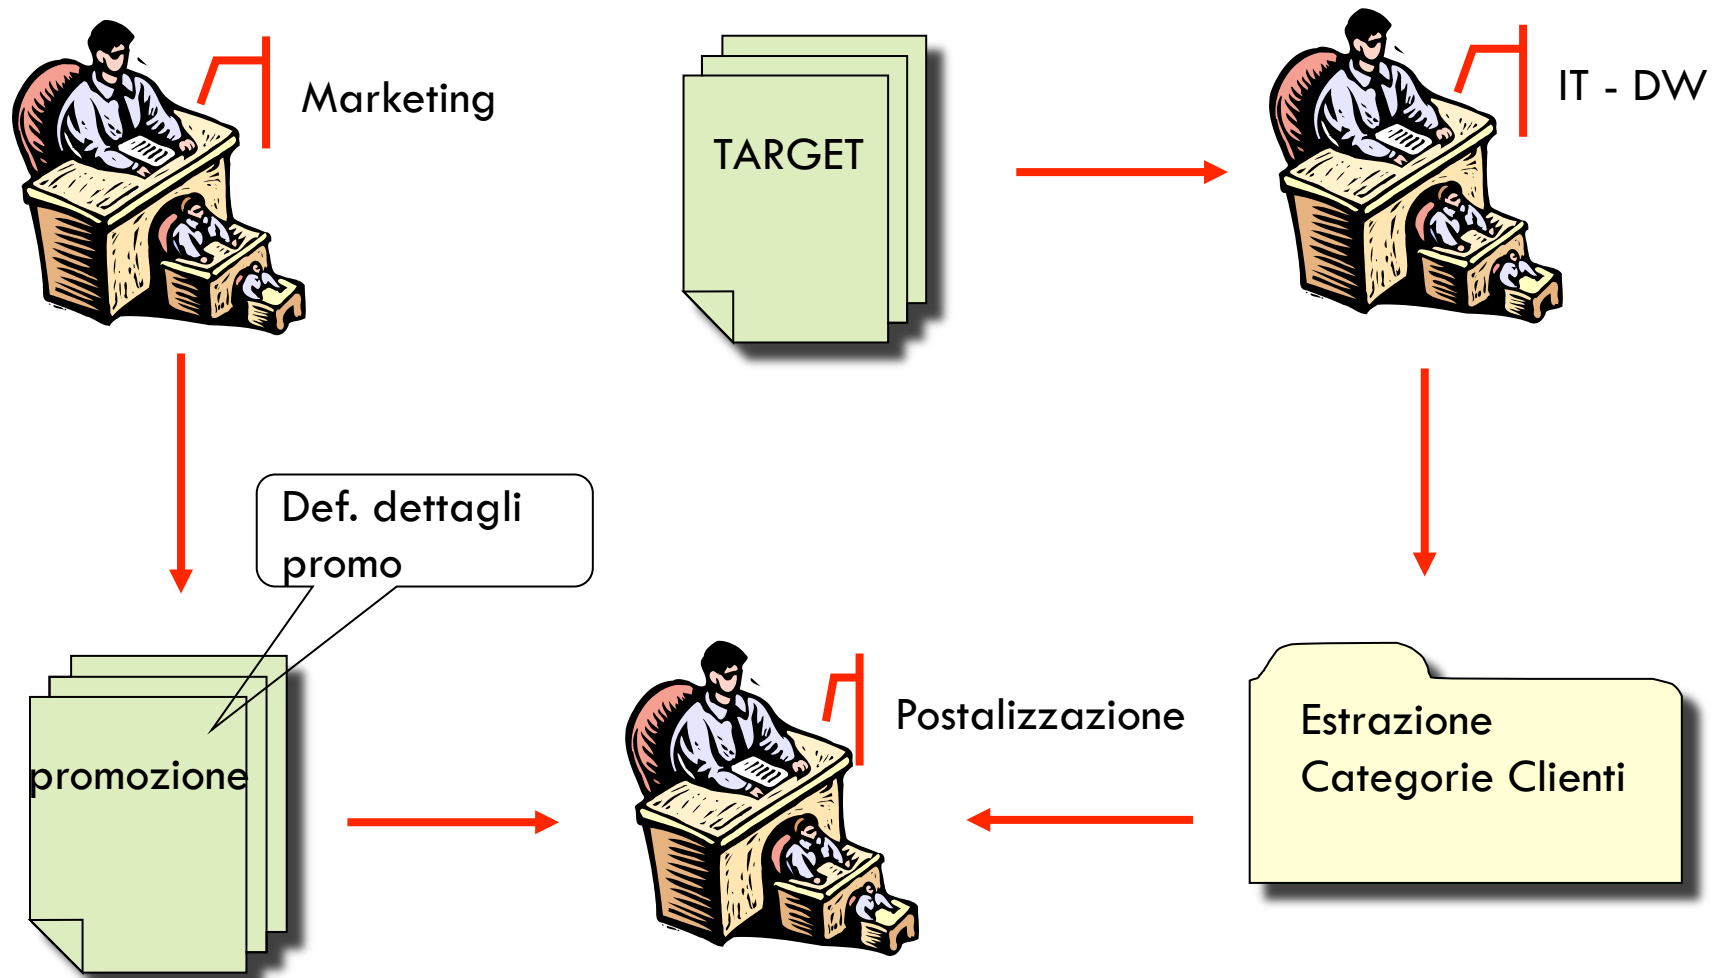 Marketing
TARGET
IT - DW
Def. dettagli
promo
promozione
Postalizzazione
Estrazione
Categorie Clienti